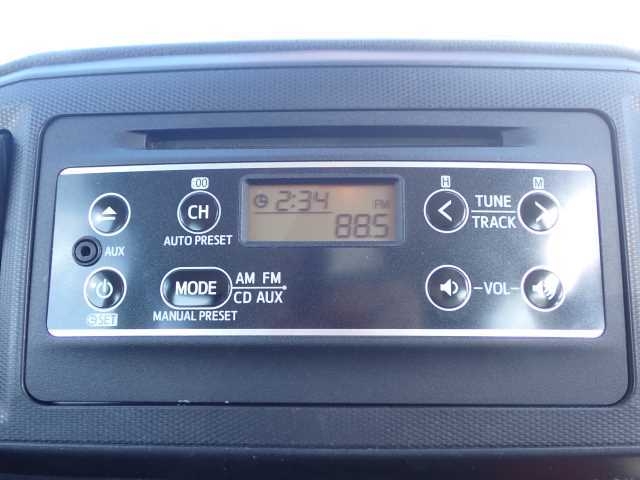 :00
H
M
CH
AUTO PRESET
2:34
FM
88.5
TUNE
TRACK
AUX
MODE
AM FM
CD AUX
MANUAL PRESET
-VOL-
SET